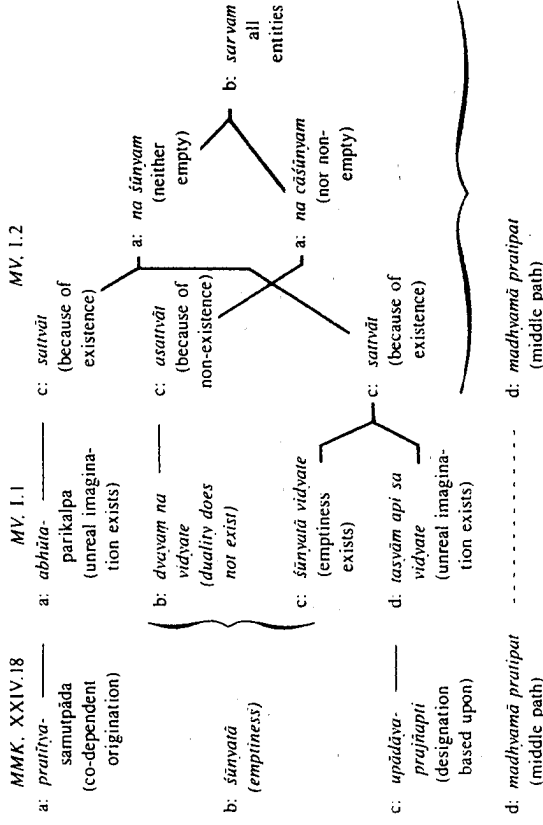 MMK, XXIV.18
a: pratītya-
samutpāda
(co-dependent
origination)
b: śūnyatā
(emptiness)
c: upādāya-
prajñapti
(designation
based upon)
d: madhyamā pratipat
(middle path)
MV, I.1
a: abhūta-
parikalpa
(unreal imagina-
tion exists)
b: dvayaṃ na
vidyate
(duality does
not exist)
c: śūnyatā vidyate
(emptiness
exists)
d: tasyām api sa
vidyate
(unreal imagina-
tion exists)
MV, I.2
c: sattvāt
(because of
existence)
c: asattvāt
(because of
non-existence)
c: sattvāt
(because of
existence)
d: madhyamā pratipat
(middle path)
a: na śūnyam
(neither
empty)
a: na cāśūnyam
(nor non-
empty)
b: sarvam
all
entities